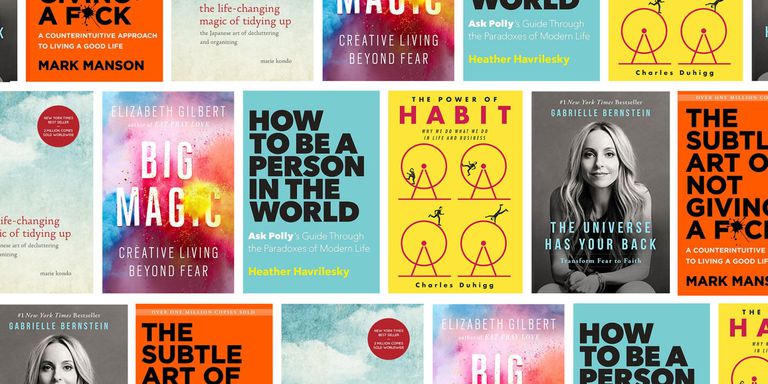 GIVING
A F*CK
A COUNTERINTUITIVE APPROACH
TO LIVING A GOOD LIFE
MARK MANSON
the life-changing
magic of tidying up
the Japanese art of decluttering
and organizing
marie kondo
MAGIC
CREATIVE LIVING
BEYOND FEAR
Ask Polly's Guide Through
the Paradoxes of Modern Life
Heather Havrilesky
Charles Duhigg
NEW YORK TIMES
BEST SELLER
2 MILLION COPIES
SOLD WORLDWIDE
life-changing
ic of tidying up
anese art of decluttering
anizing
marie kondo
ELIZABETH GILBERT
author of EAT PRAY LOVE
BIG
MAGIC
CREATIVE LIVING
BEYOND FEAR
HOW
TO BE A
PERSON
IN THE
WORLD
Ask Polly's Guide Through
the Paradoxes of Modern Life
Heather Havrilesky
THE POWER OF
HABIT
WHY WE DO WHAT WE DO
IN LIFE AND BUSINESS
Charles Duhigg
#1 New York Times Bestseller
GABRIELLE BERNSTEIN
THE UNIVERSE
HAS YOUR BACK
Transform Fear to Faith
OVER ONE MILLION COPIES SOLD
THE
SUBTLE
ART OF
NOT
GIVING
A F*CK
A COUNTERINTUITIVE
TO LIVING A GOOD LIFE
MARK MANSON
#1 New York Times Bestseller
GABRIELLE BERNSTEIN
OVER ONE MILLION COPIES SOLD
THE
SUBTLE
ART OF
NEW YORK TIMES
BEST SELLER
2 MILLION COPIES
SOLD WORLDWIDE
ELIZABETH GILBERT
author of EAT PRAY LOVE
BIG
HOW
TO BE A
PERSON
THE
HA
WHY WE
IN L